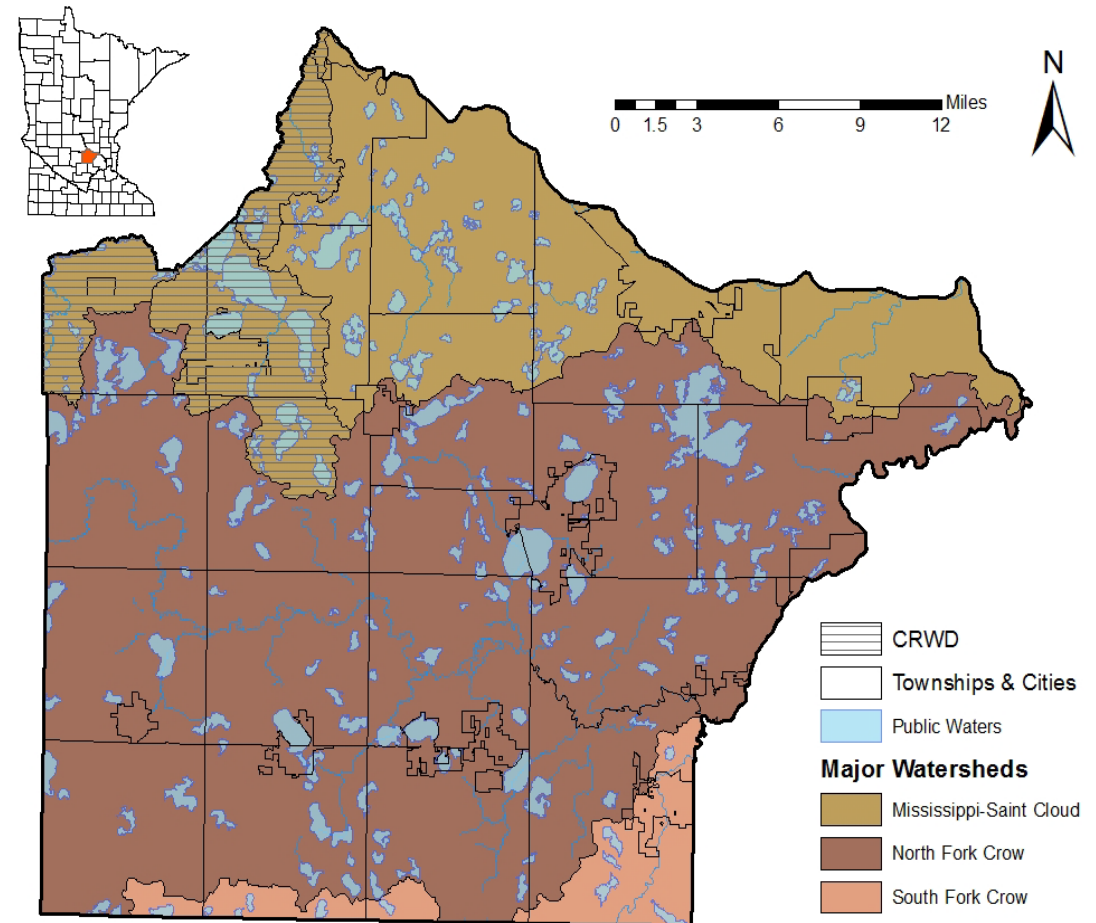 N
Miles
0 1.5 3 6 9 12
CRWD
Townships & Cities
Public Waters
Major Watersheds
Mississippi-Saint Cloud
North Fork Crow
South Fork Crow